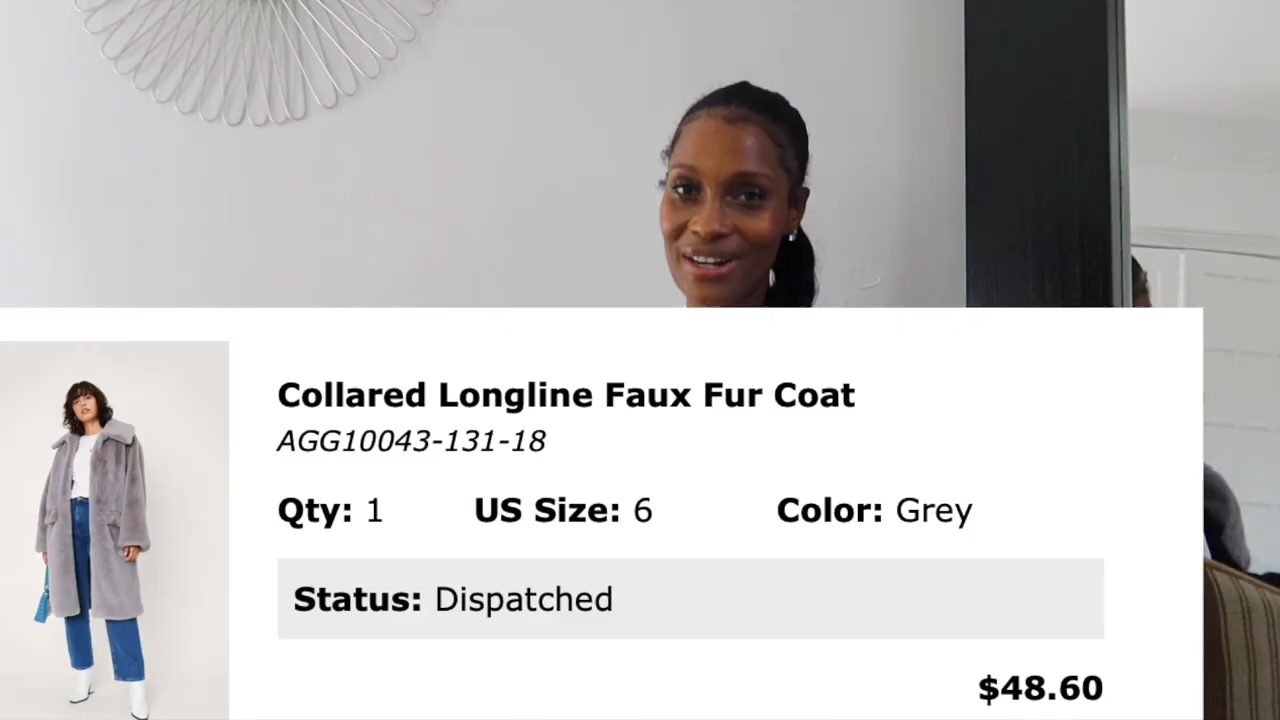 Collared Longline Faux Fur Coat
AGG10043-131-18
Qty: 1 US Size: 6 Color: Grey
Status: Dispatched
$48.60